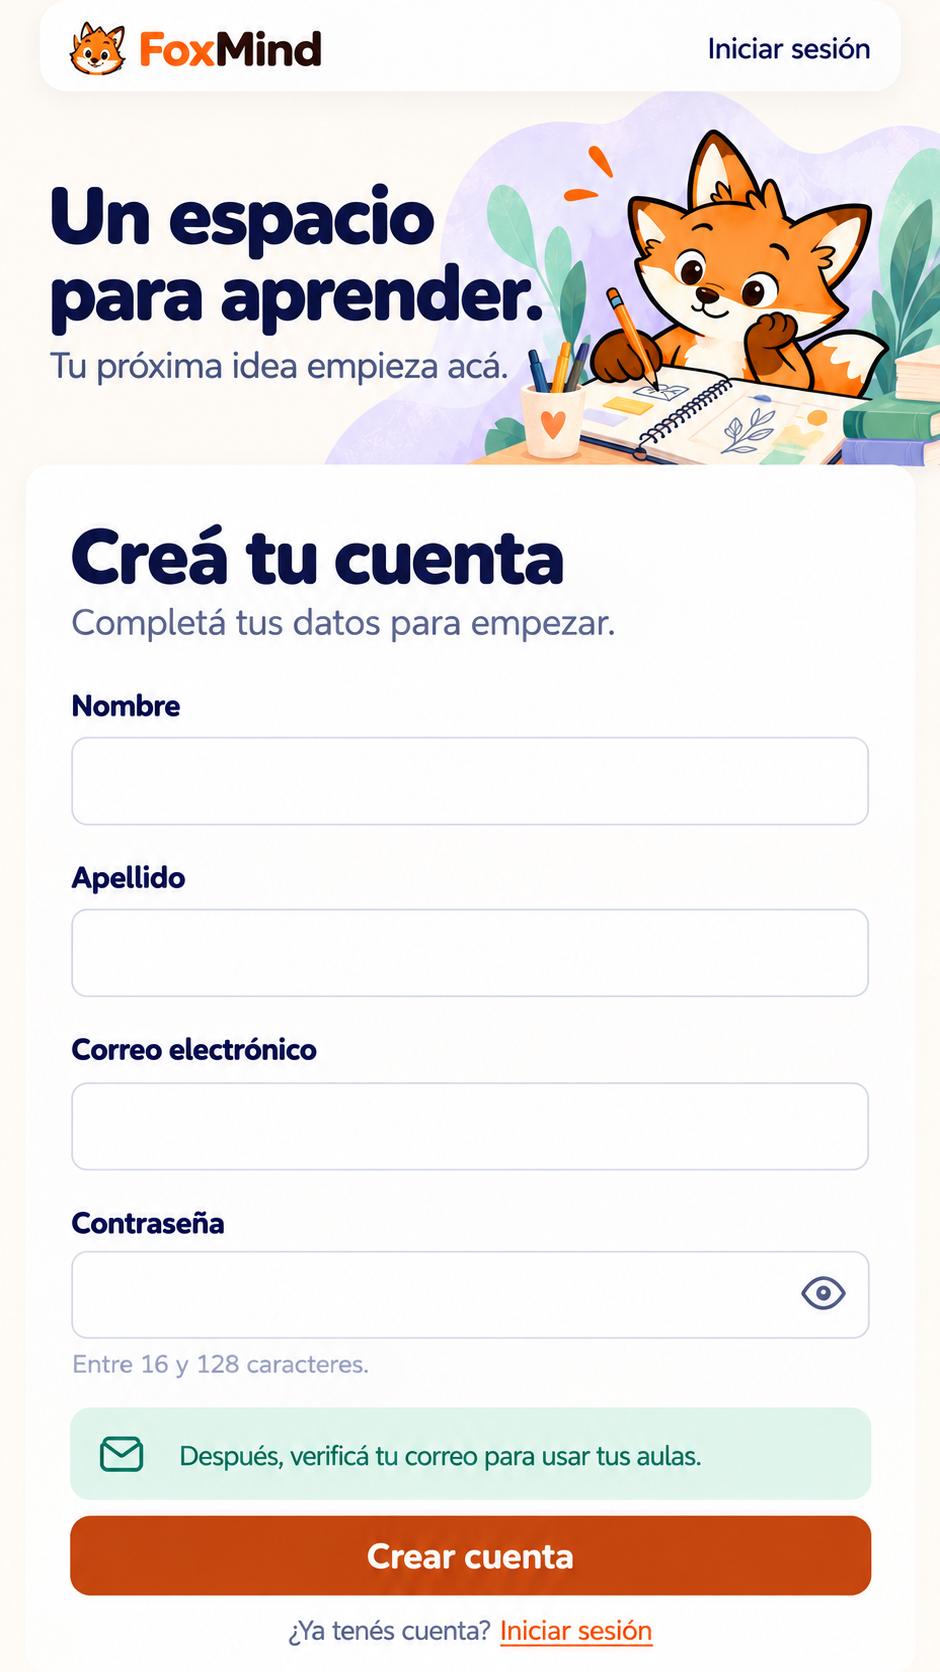 FoxMind
Iniciar sesión
Un espacio
para aprender.
Tu próxima idea empieza acá.
Creá tu cuenta
Completá tus datos para empezar.
Nombre
Apellido
Correo electrónico
Contraseña
Entre 16 y 128 caracteres.
Después, verificá tu correo para usar tus aulas.
Crear cuenta
¿Ya tenés cuenta? Iniciar sesión